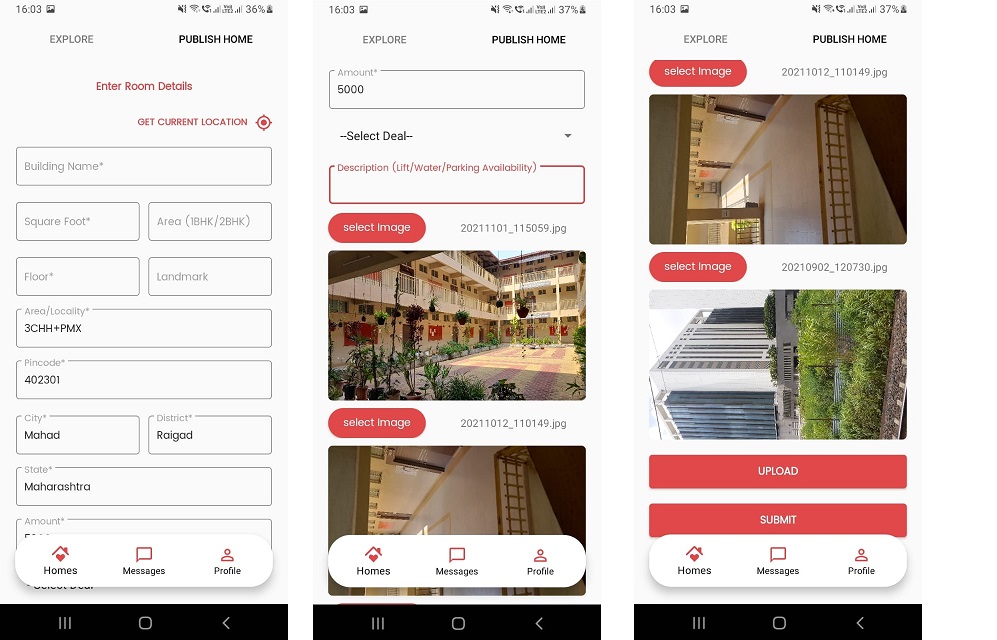 16:03 36%
EXPLORE PUBLISH HOME
Enter Room Details
GET CURRENT LOCATION
Building Name*
Square Foot* Area (1BHK/2BHK)
Floor* Landmark
Area/Locality*
3CHH+PMX
Pincode*
402301
City* District*
Mahad Raigad
State*
Maharashtra
Amount*
Homes Messages Profile
16:03 37%
EXPLORE PUBLISH HOME
Amount*
5000
--Select Deal--
Description (Lift/Water/Parking Availability)
select Image 20211101_115059.jpg
select Image 20211012_110149.jpg
Homes Messages Profile
16:03 37%
EXPLORE PUBLISH HOME
select Image 20211012_110149.jpg
select Image 20210902_120730.jpg
UPLOAD
SUBMIT
Homes Messages Profile